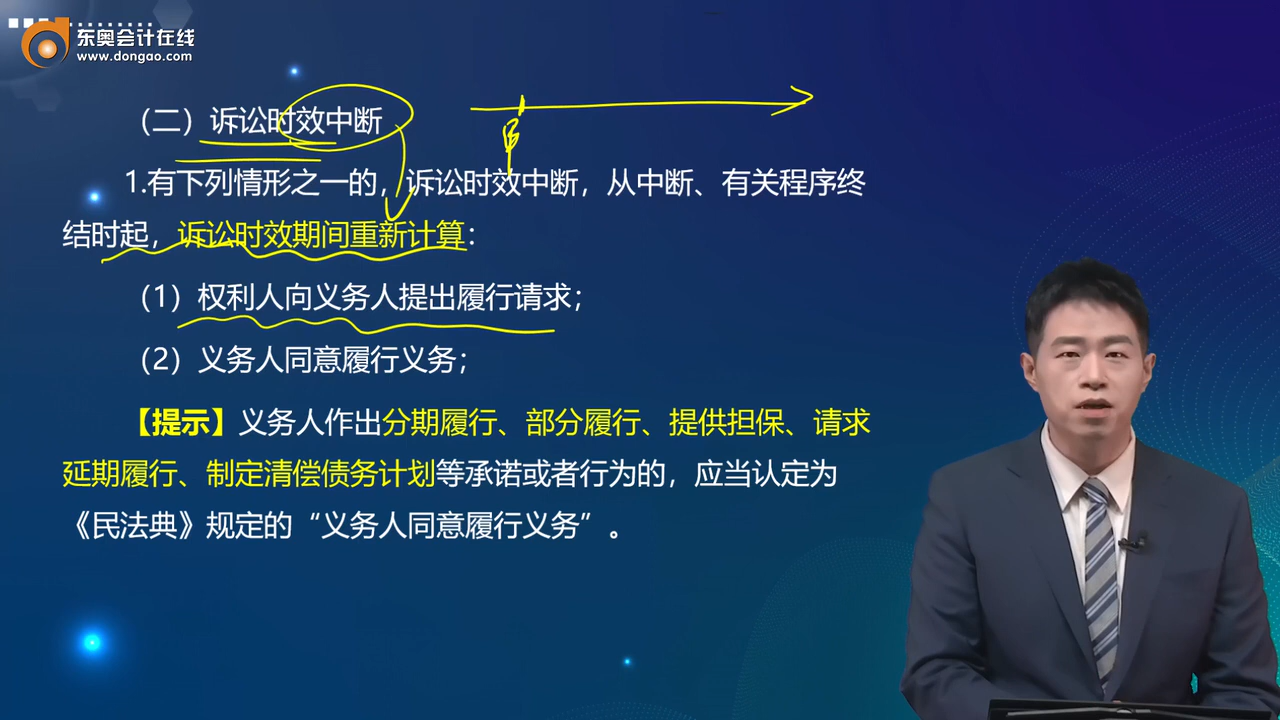 东奥会计在线
www.dongao.com
（二）诉讼时效中断
1.有下列情形之一的，诉讼时效中断，从中断、有关程序终
结时起，诉讼时效期间重新计算：
（1）权利人向义务人提出履行请求；
（2）义务人同意履行义务；
【提示】义务人作出分期履行、部分履行、提供担保、请求
延期履行、制定清偿债务计划等承诺或者行为的，应当认定为
《民法典》规定的“义务人同意履行义务”。